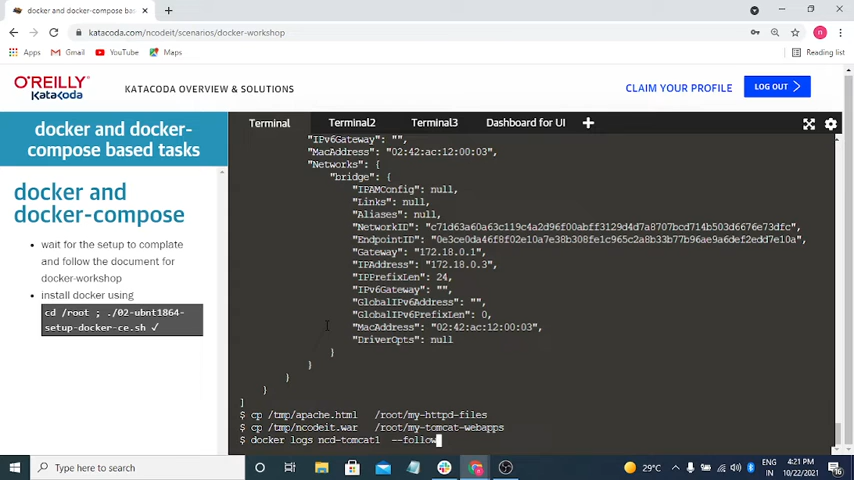 docker and docker-compose based tas
katacoda.com/ncodeit/scenarios/docker-workshop
Apps
Gmail
YouTube
Maps
Reading list
O'REILLY
Katakoda
KATACODA OVERVIEW & SOLUTIONS
CLAIM YOUR PROFILE
LOG OUT
docker and docker-
compose based tasks
docker and
docker-compose
wait for the setup to complete
and follow the document for
docker-workshop
install docker using
cd /root ; ./02-ubnt1864-
setup-docker-ce.sh ✓
Terminal
Terminal2
Terminal3
Dashboard for UI
"IPv6Gateway": "",
"MacAddress": "02:42:ac:12:00:03",
"Networks": {
"bridge": {
"IPAMConfig": null,
"Links": null,
"Aliases": null,
"NetworkID": "c71d63a60a63c119c4a2d96f00abff3129d4d7a8707bcd714b503d6676e73dfc",
"EndpointID": "0e3ce0da46f8f02e10a7e38b308fe1c965c2a8b33b77b96ae9a6def2edd7e10a",
"Gateway": "172.18.0.1",
"IPAddress": "172.18.0.3",
"IPPrefixLen": 24,
"IPv6Gateway": "",
"GlobalIPv6Address": "",
"GlobalIPv6PrefixLen": 0,
"MacAddress": "02:42:ac:12:00:03",
"DriverOpts": null
}
}
}
}
]
$ cp /tmp/apache.html /root/my-httpd-files
$ cp /tmp/ncodeit.war /root/my-tomcat-webapps
$ docker logs ncd-tomcat1 --follow
Type here to search
29°C
ENG
IN
4:21 PM
10/22/2021
16